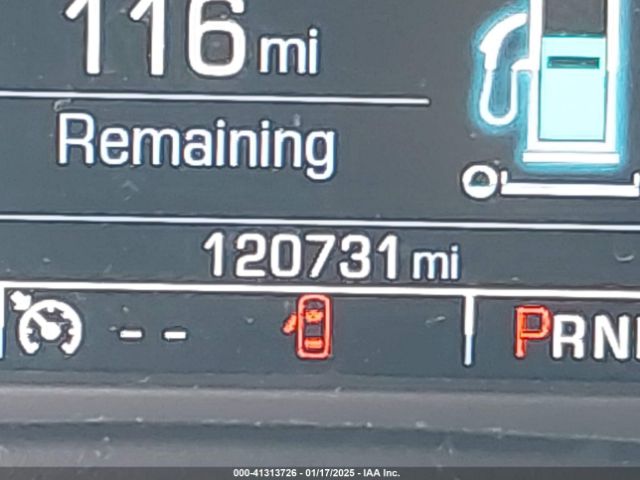 116 mi
Remaining
120731 mi
-- PRN
000-41313726 - 01/17/2025 - IAA Inc.